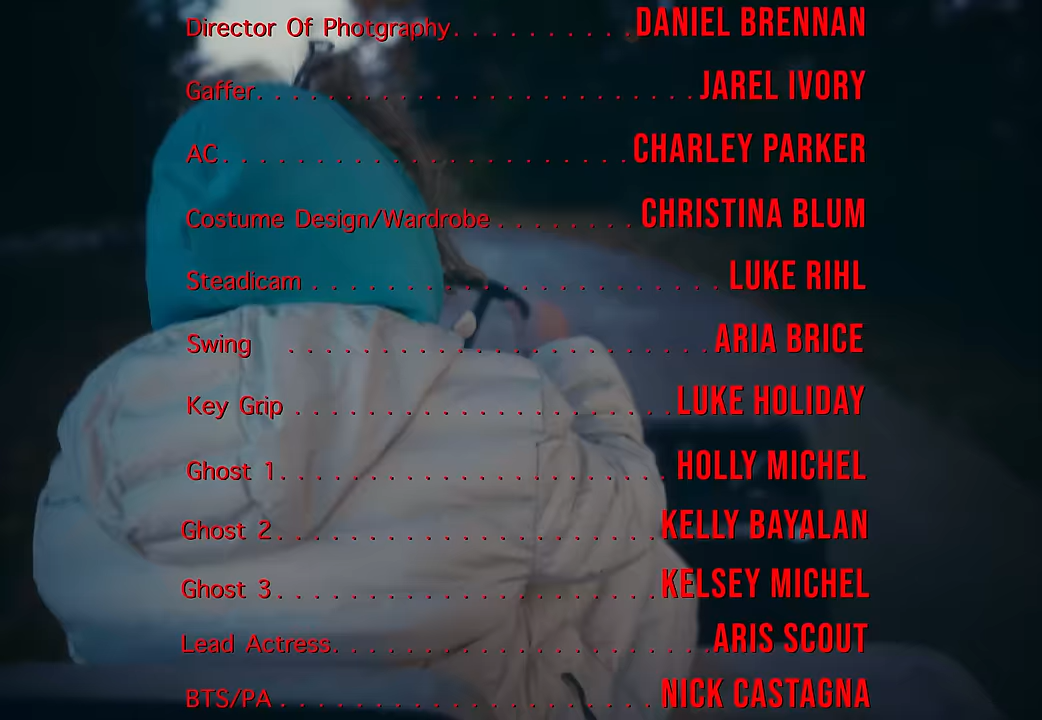 Director Of Photgraphy..........DANIEL BRENNAN
Gaffer.........................JAREL IVORY
AC.......................CHARLEY PARKER
Costume Design/Wardrobe........CHRISTINA BLUM
Steadicam.......................LUKE RIHL
Swing.......................ARIA BRICE
Key Grip.....................LUKE HOLIDAY
Ghost 1.....................HOLLY MICHEL
Ghost 2.....................KELLY BAYALAN
Ghost 3.....................KELSEY MICHEL
Lead Actress.....................ARIS SCOUT
BTS/PA.....................NICK CASTAGNA